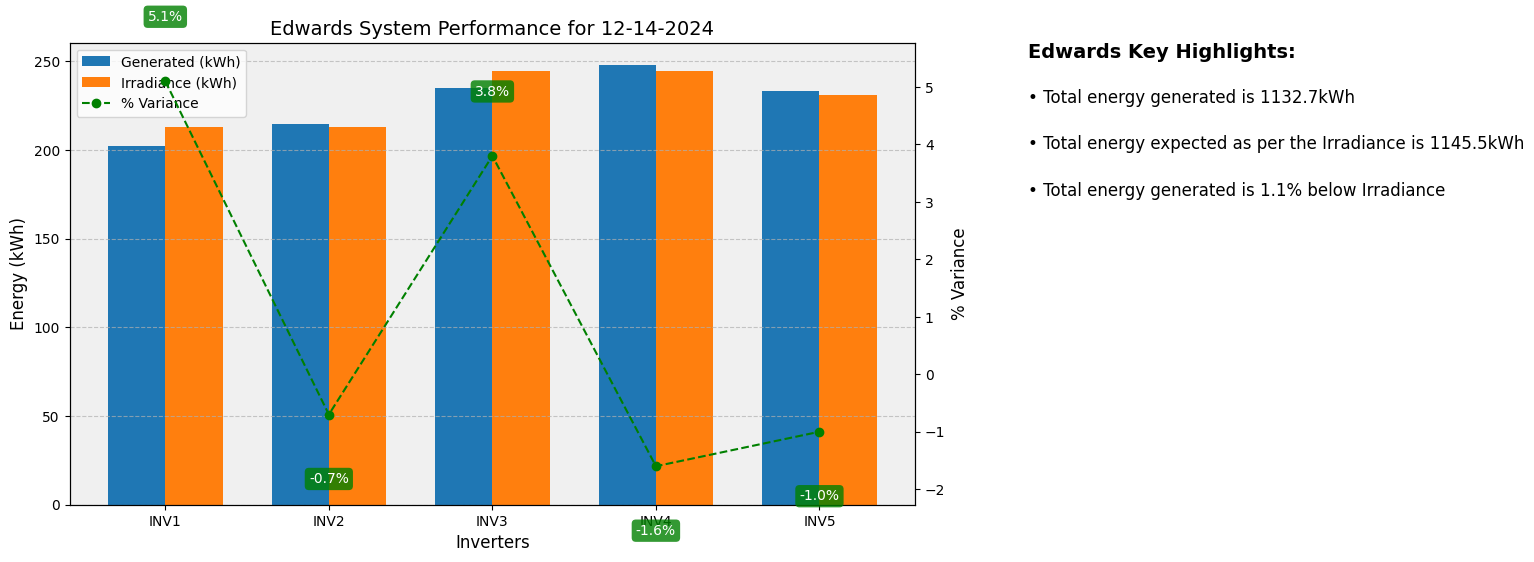 5.1%
Edwards System Performance for 12-14-2024
Generated (kWh)
Irradiance (kWh)
% Variance
3.8%
-0.7%
-1.6%
-1.0%
250
200
150
100
50
0
Energy (kWh)
5
4
3
2
1
0
−1
−2
% Variance
INV1 INV2 INV3 INV4 INV5
Inverters
Edwards Key Highlights:
• Total energy generated is 1132.7kWh
• Total energy expected as per the Irradiance is 1145.5kWh
• Total energy generated is 1.1% below Irradiance